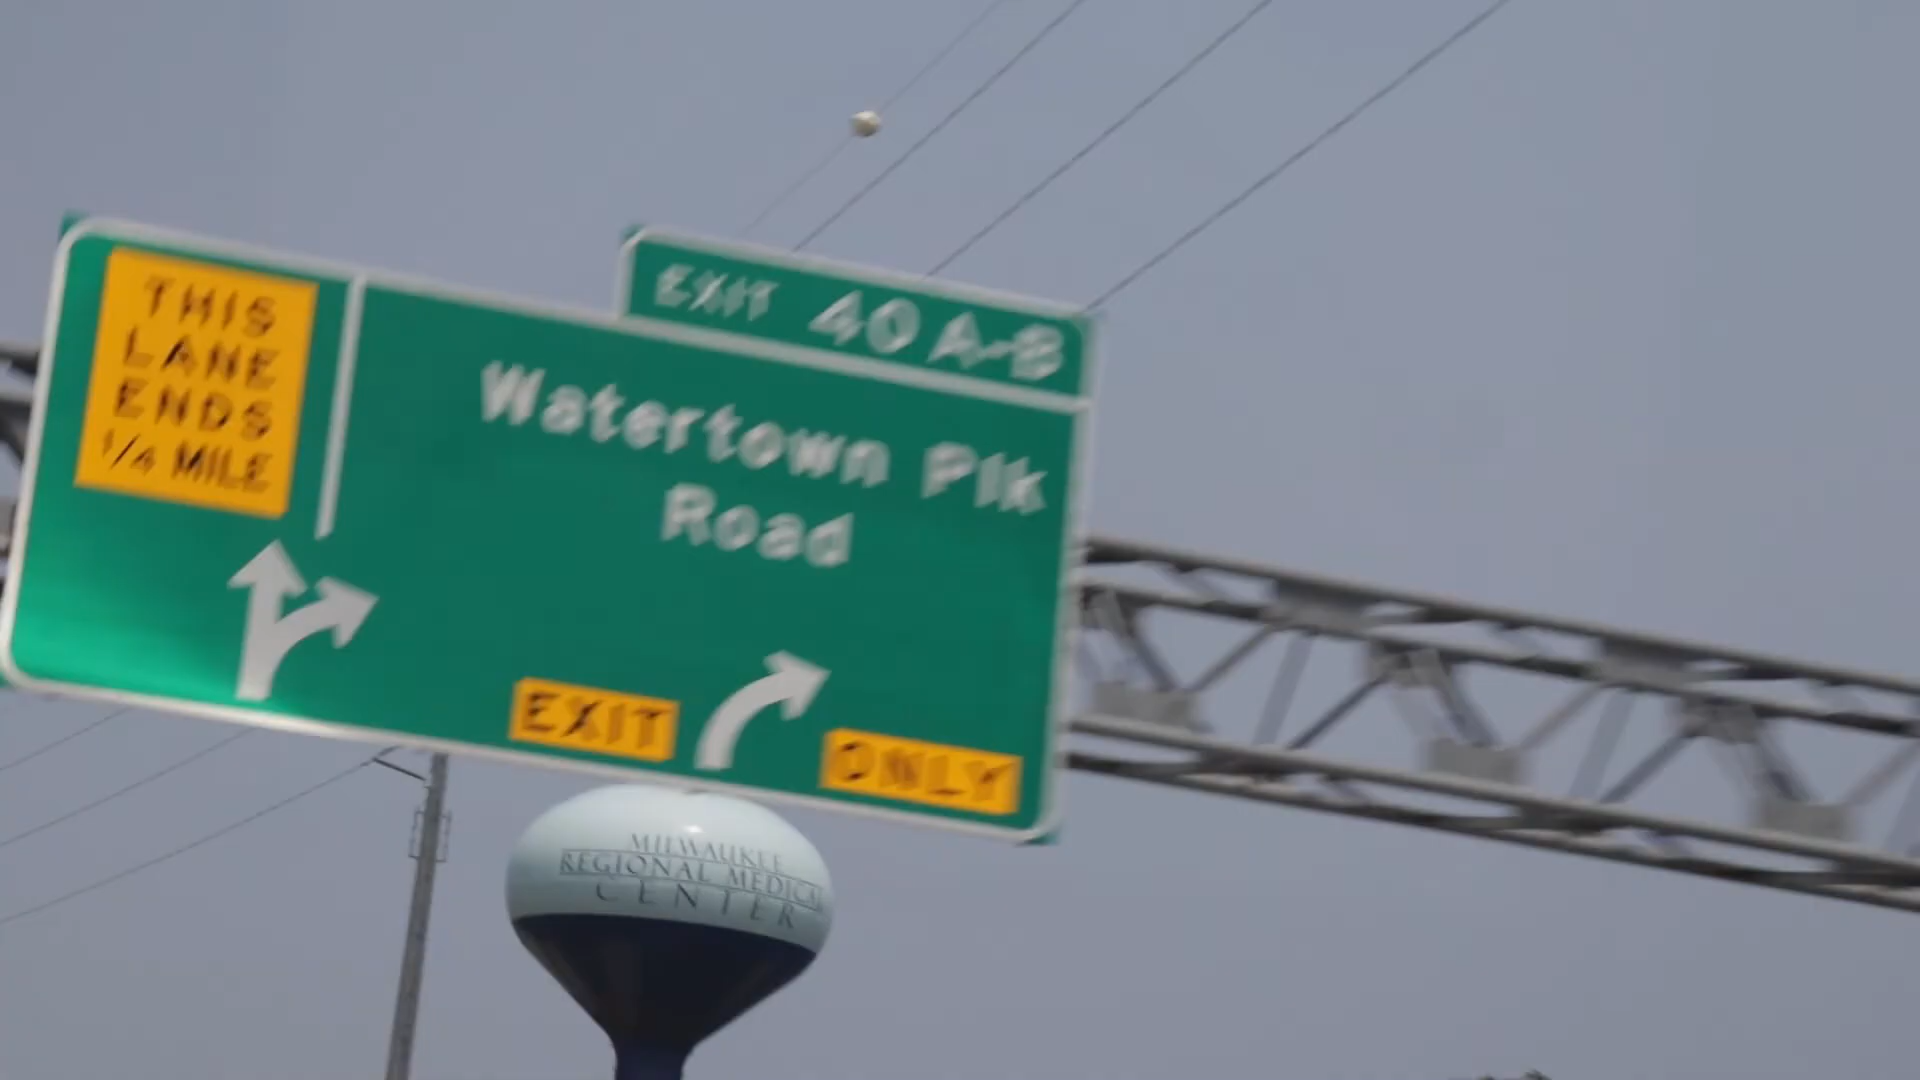 THIS
LANE
ENDS
1/4 MILE
EXIT 40 A-B
Watertown Plk
Road
EXIT ONLY
MILWAUKEE
REGIONAL MEDICAL
CENTER